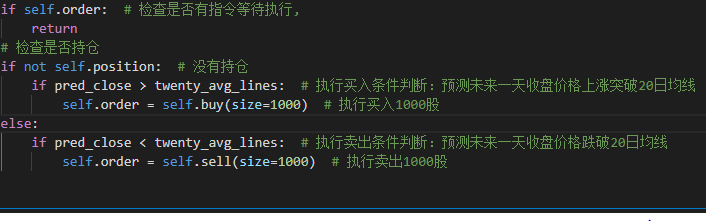 if self.order:  # 检查是否有指令等待执行,
    return
# 检查是否持仓
if not self.position:  # 没有持仓
    if pred_close > twenty_avg_lines:  # 执行买入条件判断：预测未来一天收盘价格上涨突破20日均线
        self.order = self.buy(size=1000)  # 执行买入1000股
else:
    if pred_close < twenty_avg_lines:  # 执行卖出条件判断：预测未来一天收盘价格跌破20日均线
        self.order = self.sell(size=1000)  # 执行卖出1000股